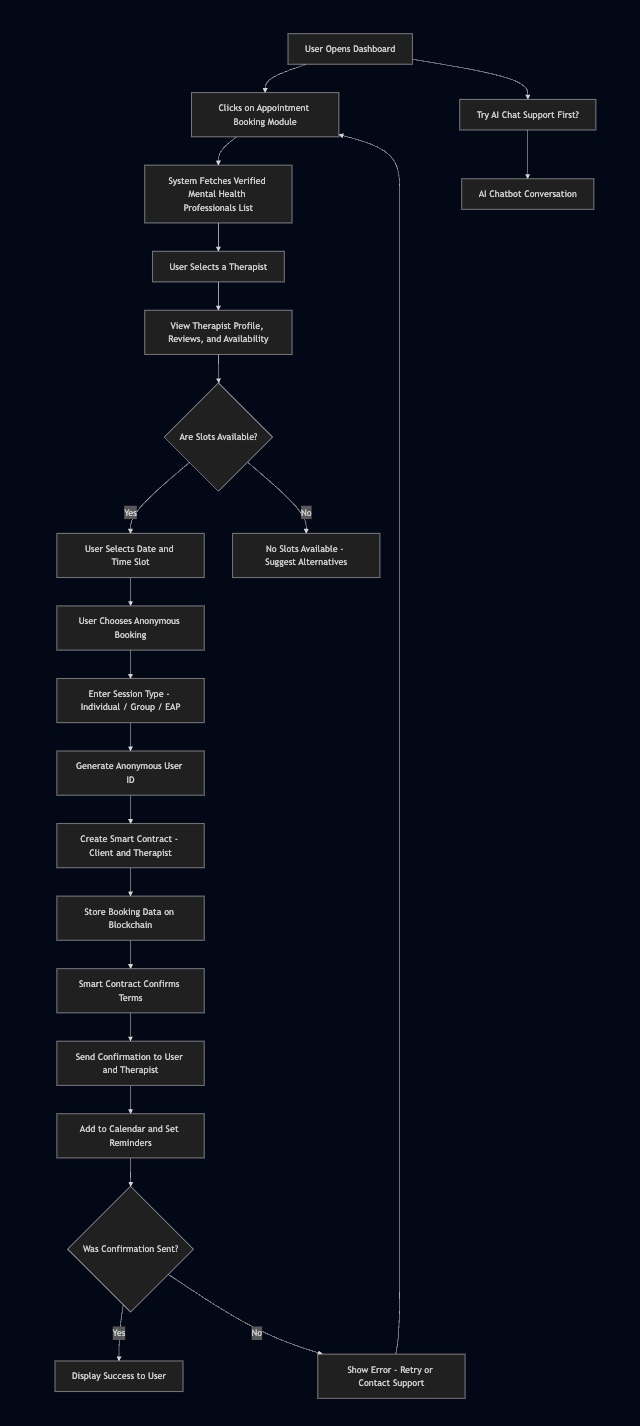 User Opens Dashboard
Clicks on Appointment
Booking Module
Try AI Chat Support First?
System Fetches Verified
Mental Health
Professionals List
AI Chatbot Conversation
User Selects a Therapist
View Therapist Profile,
Reviews, and Availability
Are Slots Available?
Yes
No
User Selects Date and
Time Slot
No Slots Available -
Suggest Alternatives
User Chooses Anonymous
Booking
Enter Session Type -
Individual / Group / EAP
Generate Anonymous User
ID
Create Smart Contract -
Client and Therapist
Store Booking Data on
Blockchain
Smart Contract Confirms
Terms
Send Confirmation to User
and Therapist
Add to Calendar and Set
Reminders
Was Confirmation Sent?
Yes
No
Display Success to User
Show Error - Retry or
Contact Support